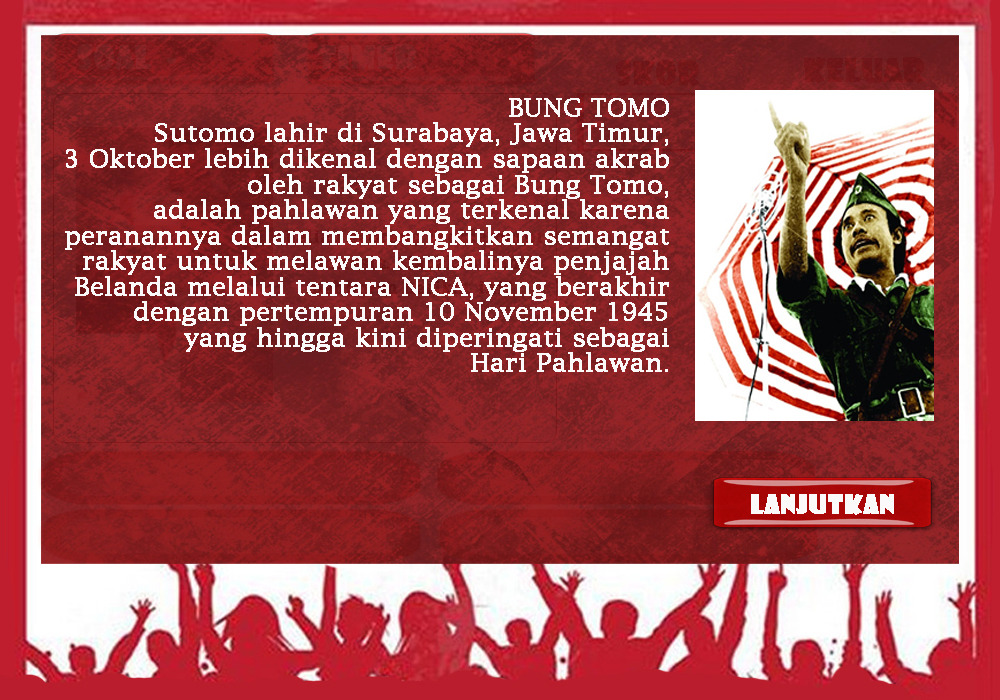 BUNG TOMO
Sutomo lahir di Surabaya, Jawa Timur,
3 Oktober lebih dikenal dengan sapaan akrab
oleh rakyat sebagai Bung Tomo,
adalah pahlawan yang terkenal karena
peranannya dalam membangkitkan semangat
rakyat untuk melawan kembalinya penjajah
Belanda melalui tentara NICA, yang berakhir
dengan pertempuran 10 November 1945
yang hingga kini diperingati sebagai
Hari Pahlawan.
LANJUTKAN